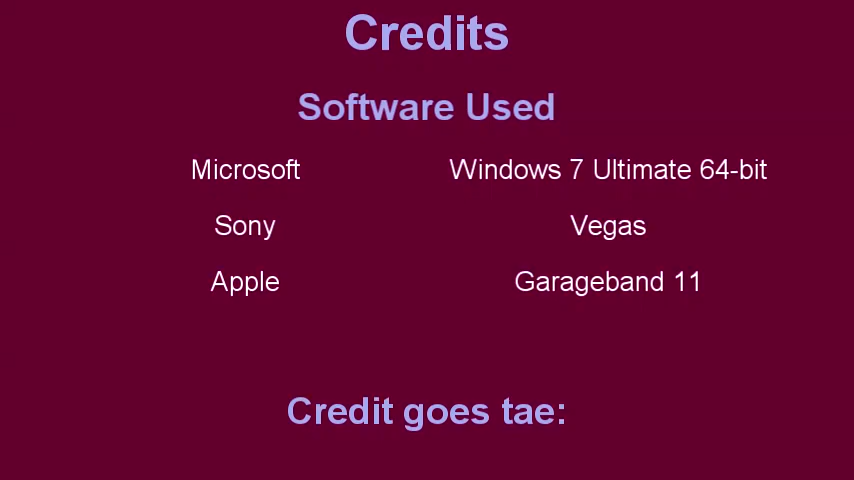 Credits
Software Used
Microsoft Windows 7 Ultimate 64-bit
Sony Vegas
Apple Garageband 11
Credit goes tae: